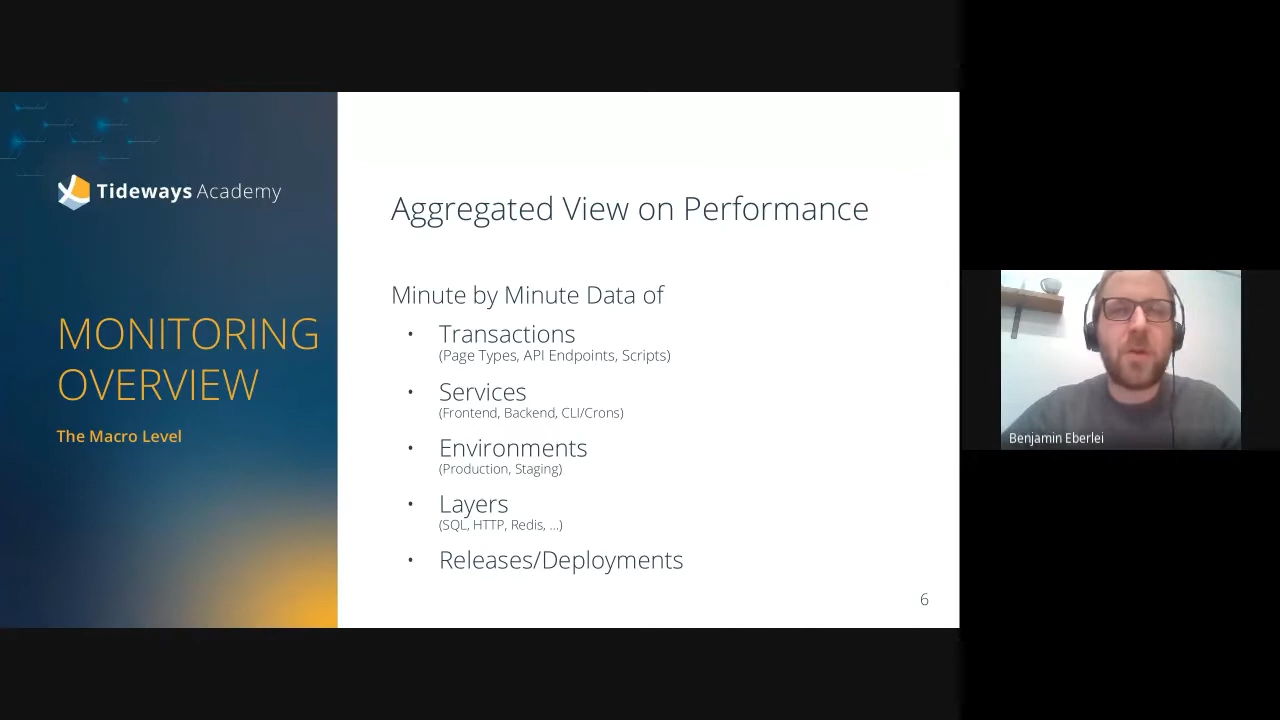 Tideways Academy
MONITORING
OVERVIEW
The Macro Level
Aggregated View on Performance
Minute by Minute Data of
• Transactions
(Page Types, API Endpoints, Scripts)
• Services
(Frontend, Backend, CLI/Crons)
• Environments
(Production, Staging)
• Layers
(SQL, HTTP, Redis, ...)
• Releases/Deployments
6
Benjamin Eberlei